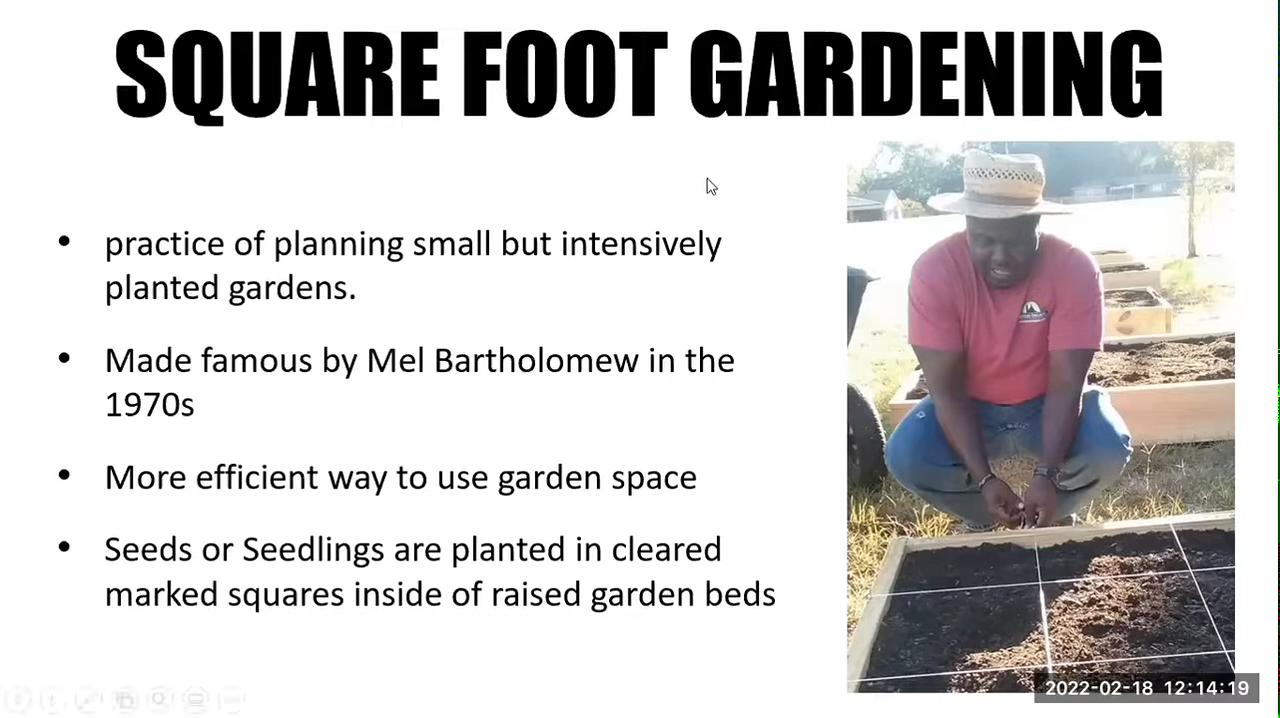 SQUARE FOOT GARDENING
• practice of planning small but intensively
planted gardens.
• Made famous by Mel Bartholomew in the
1970s
• More efficient way to use garden space
• Seeds or Seedlings are planted in cleared
marked squares inside of raised garden beds
2022-02-18 12:14:19